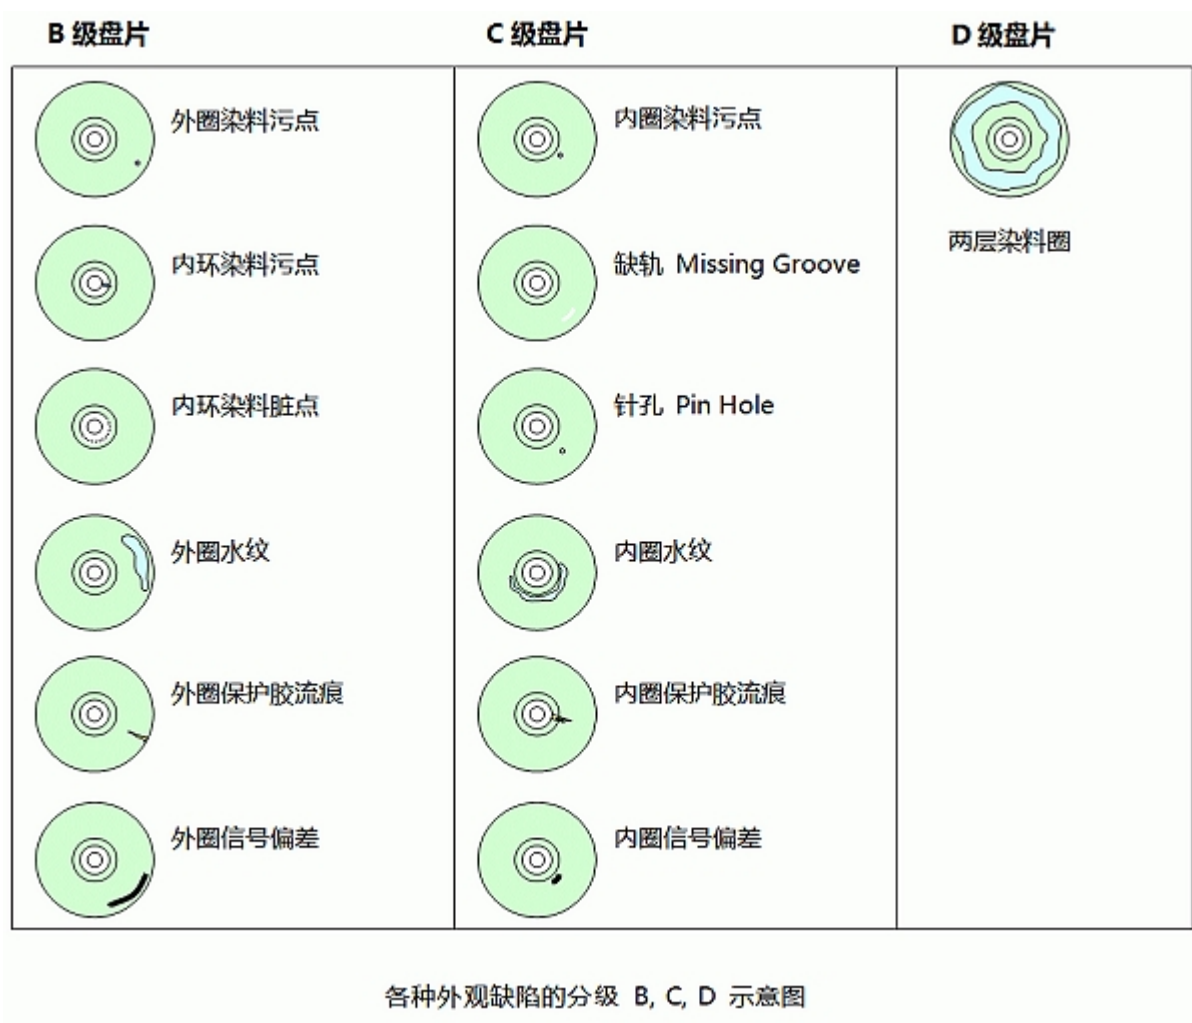 B 级盘片
C 级盘片
D 级盘片
外圈染料污点
内环染料污点
内环染料脏点
外圈水纹
外圈保护胶流痕
外圈信号偏差
内圈染料污点
缺轨 Missing Groove
针孔 Pin Hole
内圈水纹
内圈保护胶流痕
内圈信号偏差
两层染料圈
各种外观缺陷的分级 B, C, D 示意图